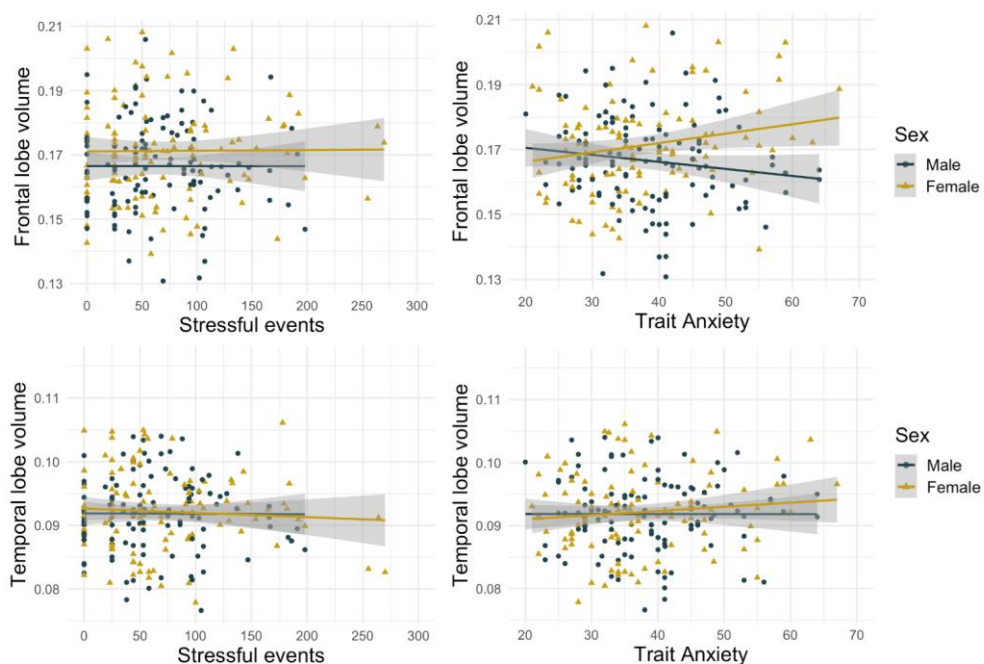 Frontal lobe volume
0.21
0.19
0.17
0.15
0.13
0 50 100 150 200 250 300
Stressful events
Frontal lobe volume
0.21
0.19
0.17
0.15
0.13
20 30 40 50 60 70
Trait Anxiety
Sex
Male
Female
Temporal lobe volume
0.11
0.10
0.09
0.08
0 50 100 150 200 250 300
Stressful events
Temporal lobe volume
0.11
0.10
0.09
0.08
20 30 40 50 60 70
Trait Anxiety
Sex
Male
Female